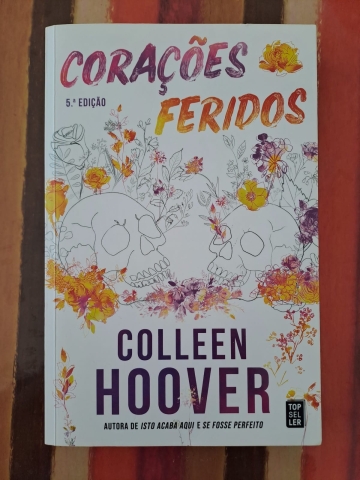 CORAÇÕES
5.ª EDIÇÃO
FERIDOS
COLLEEN
HOOVER
AUTORA DE ISTO ACABA AQUI E SE FOSSE PERFEITO
TOP
SEL
LER